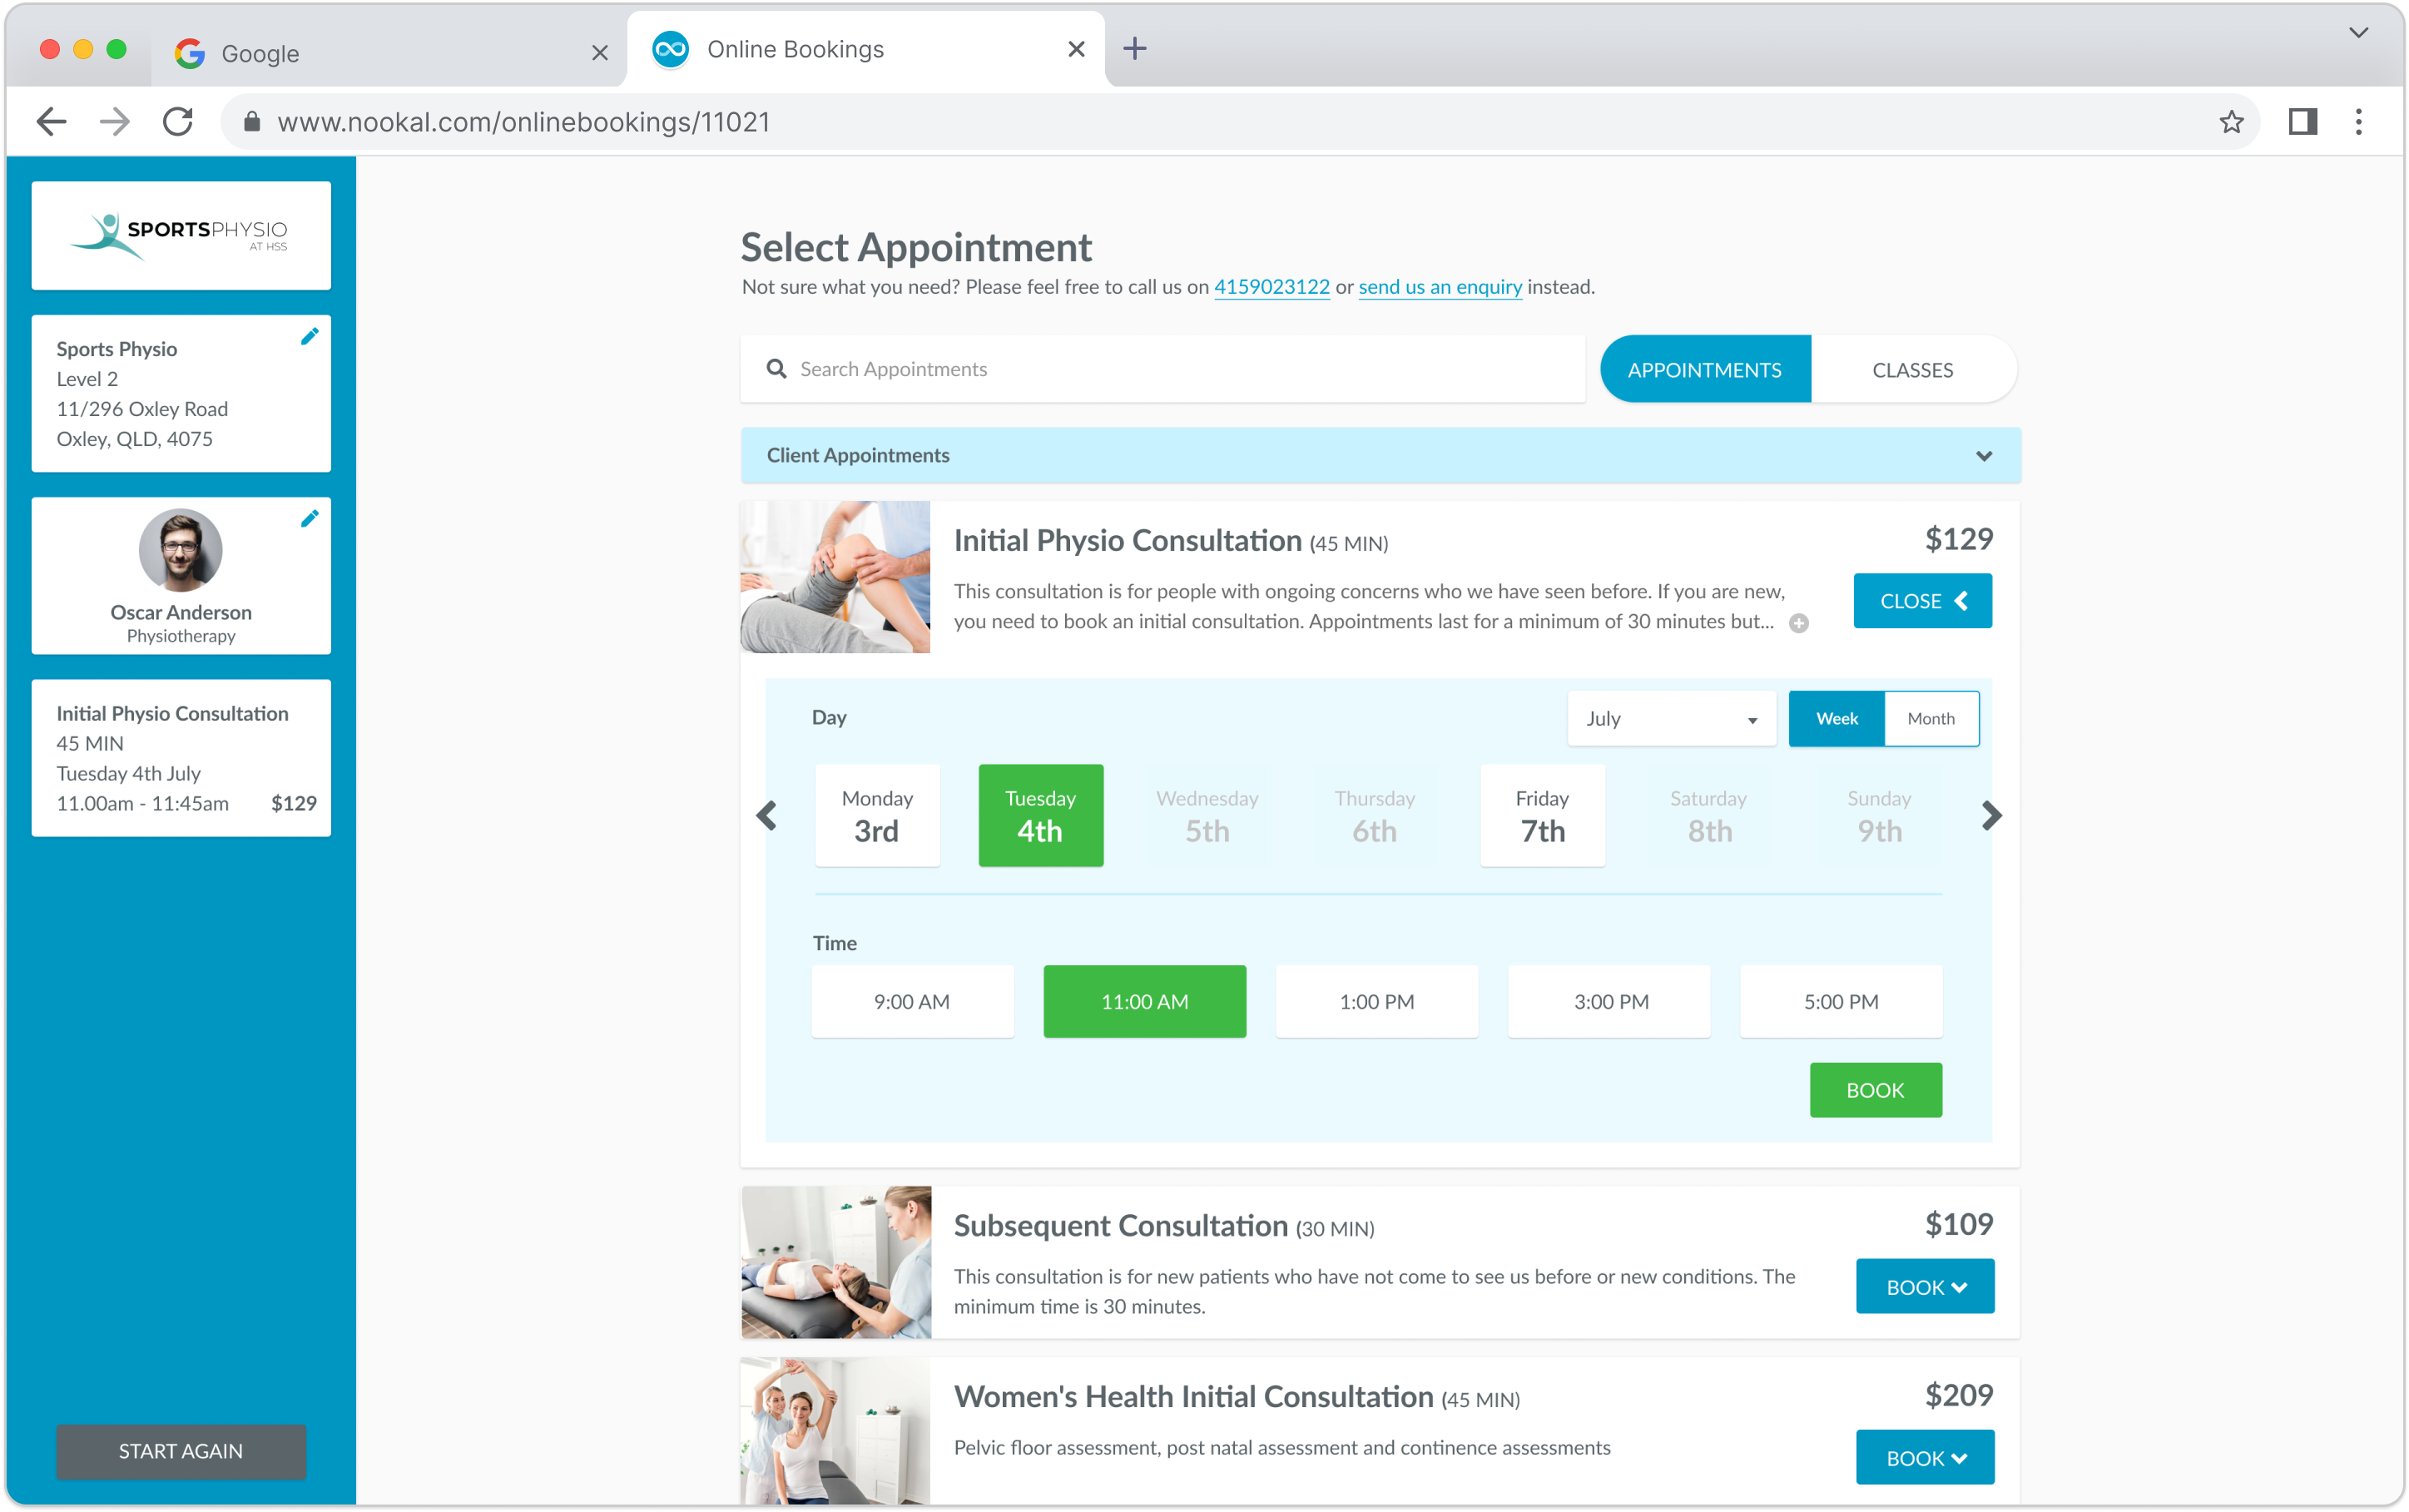 Google
Online Bookings
www.nookal.com/onlinebookings/11021
SPORTSPHYSIO
AT HSS
Sports Physio
Level 2
11/296 Oxley Road
Oxley, QLD, 4075
Oscar Anderson
Physiotherapy
Initial Physio Consultation
45 MIN
Tuesday 4th July
11.00am - 11:45am $129
START AGAIN
Select Appointment
Not sure what you need? Please feel free to call us on 4159023122 or send us an enquiry instead.
Search Appointments
APPOINTMENTS CLASSES
Client Appointments
Initial Physio Consultation (45 MIN) $129
This consultation is for people with ongoing concerns who we have seen before. If you are new,
you need to book an initial consultation. Appointments last for a minimum of 30 minutes but...
CLOSE
Day July Week Month
Monday 3rd
Tuesday 4th
Wednesday 5th
Thursday 6th
Friday 7th
Saturday 8th
Sunday 9th
Time
9:00 AM 11:00 AM 1:00 PM 3:00 PM 5:00 PM
BOOK
Subsequent Consultation (30 MIN) $109
This consultation is for new patients who have not come to see us before or new conditions. The
minimum time is 30 minutes.
BOOK
Women's Health Initial Consultation (45 MIN) $209
Pelvic floor assessment, post natal assessment and continence assessments
BOOK